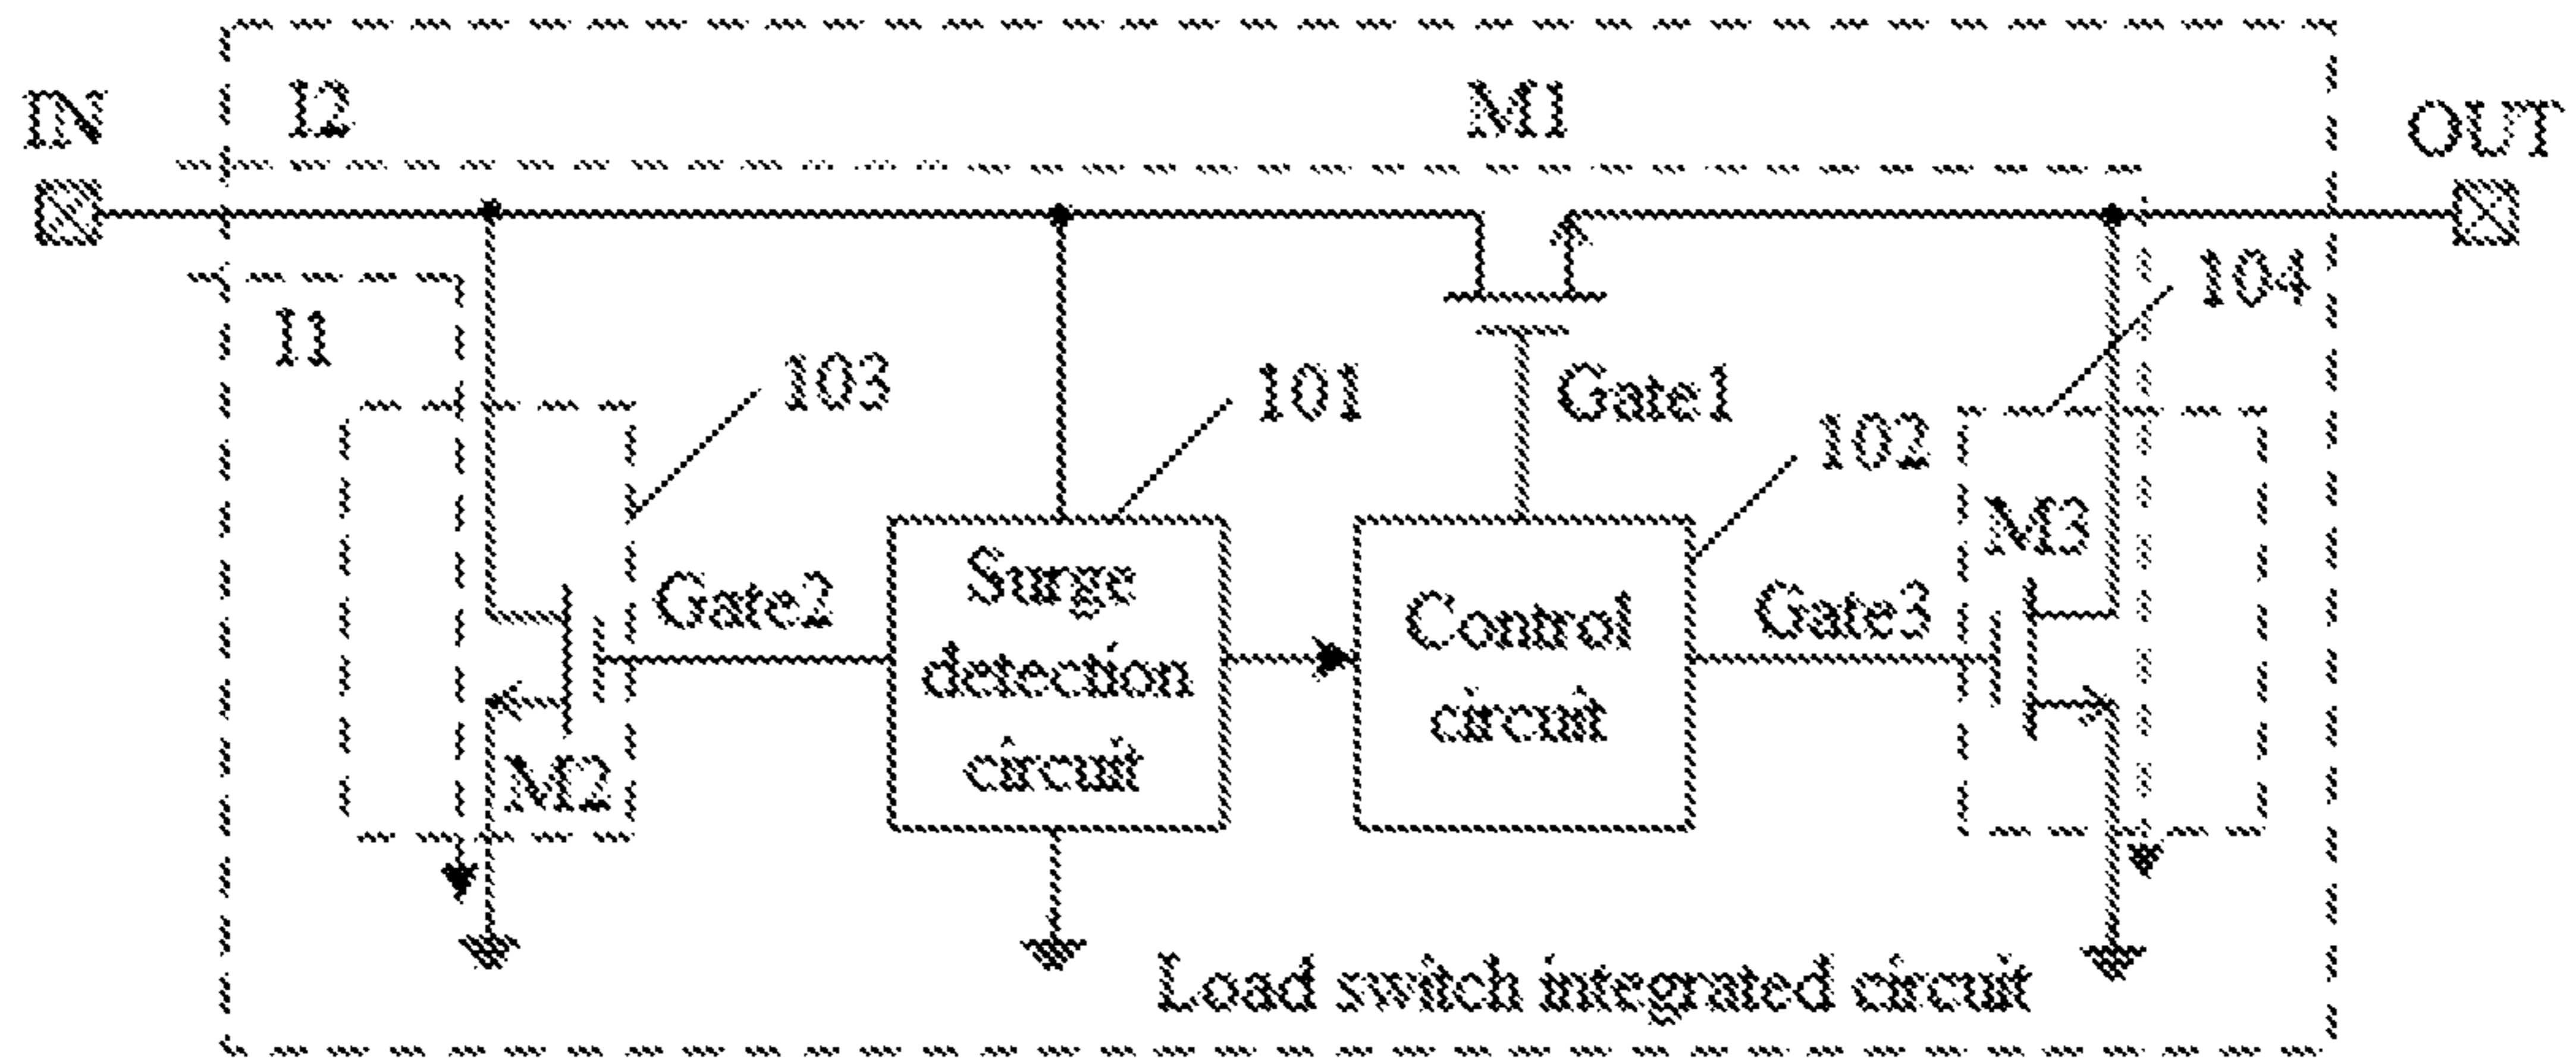 IN
I2
M1
OUT
I1
103
101
Gate1
104
102
Gate2
Surge
detection
circuit
Control
circuit
Gate3
M3
M2
Load switch integrated circuit